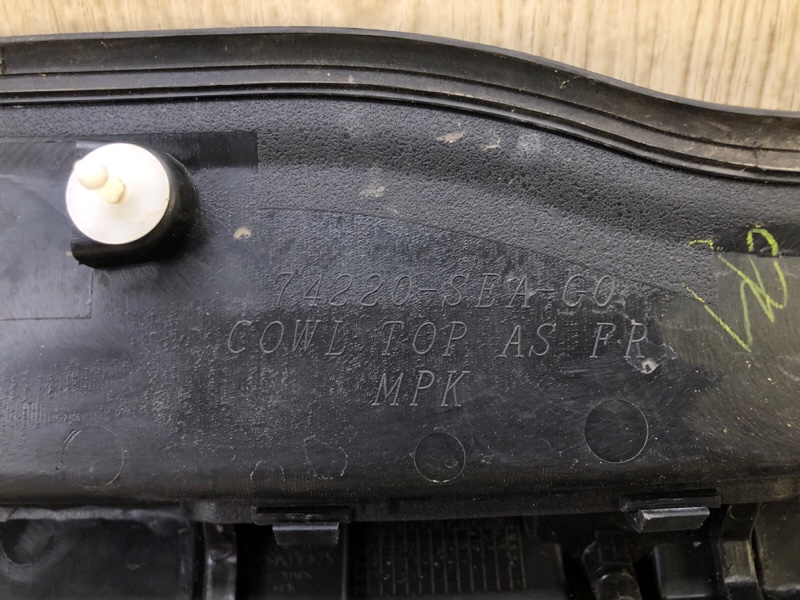 74220-SEA-G0
COWL TOP AS FR
MPK